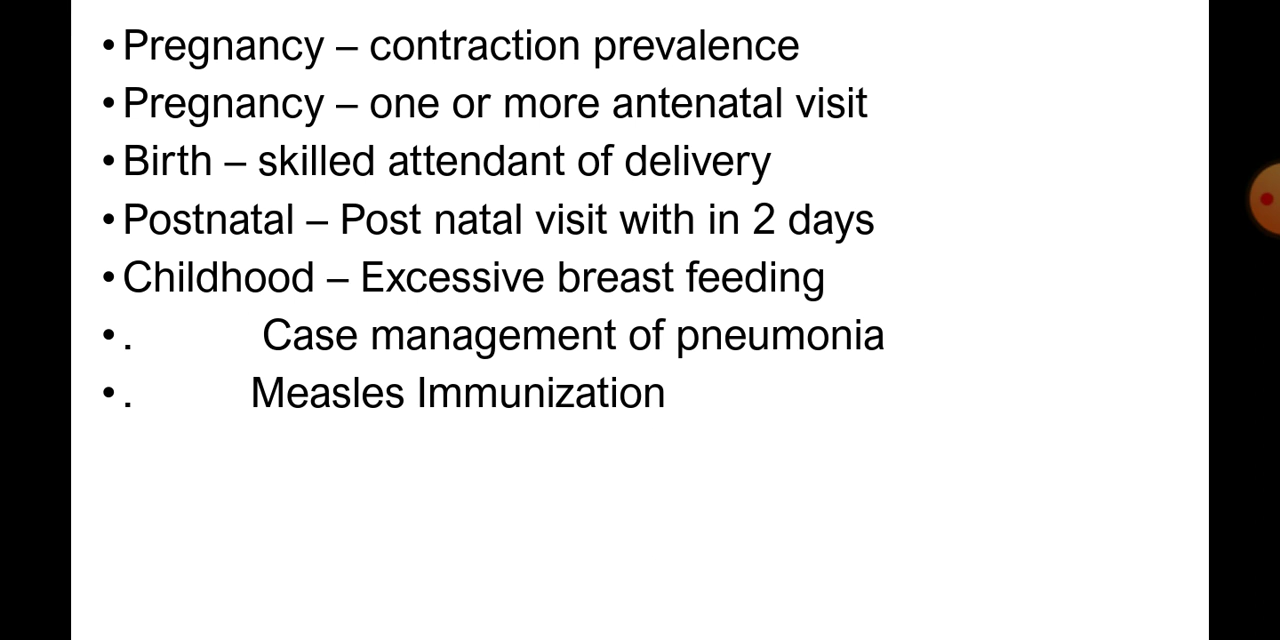 •Pregnancy – contraction prevalence
•Pregnancy – one or more antenatal visit
•Birth – skilled attendant of delivery
•Postnatal – Post natal visit with in 2 days
•Childhood – Excessive breast feeding
•. Case management of pneumonia
•. Measles Immunization